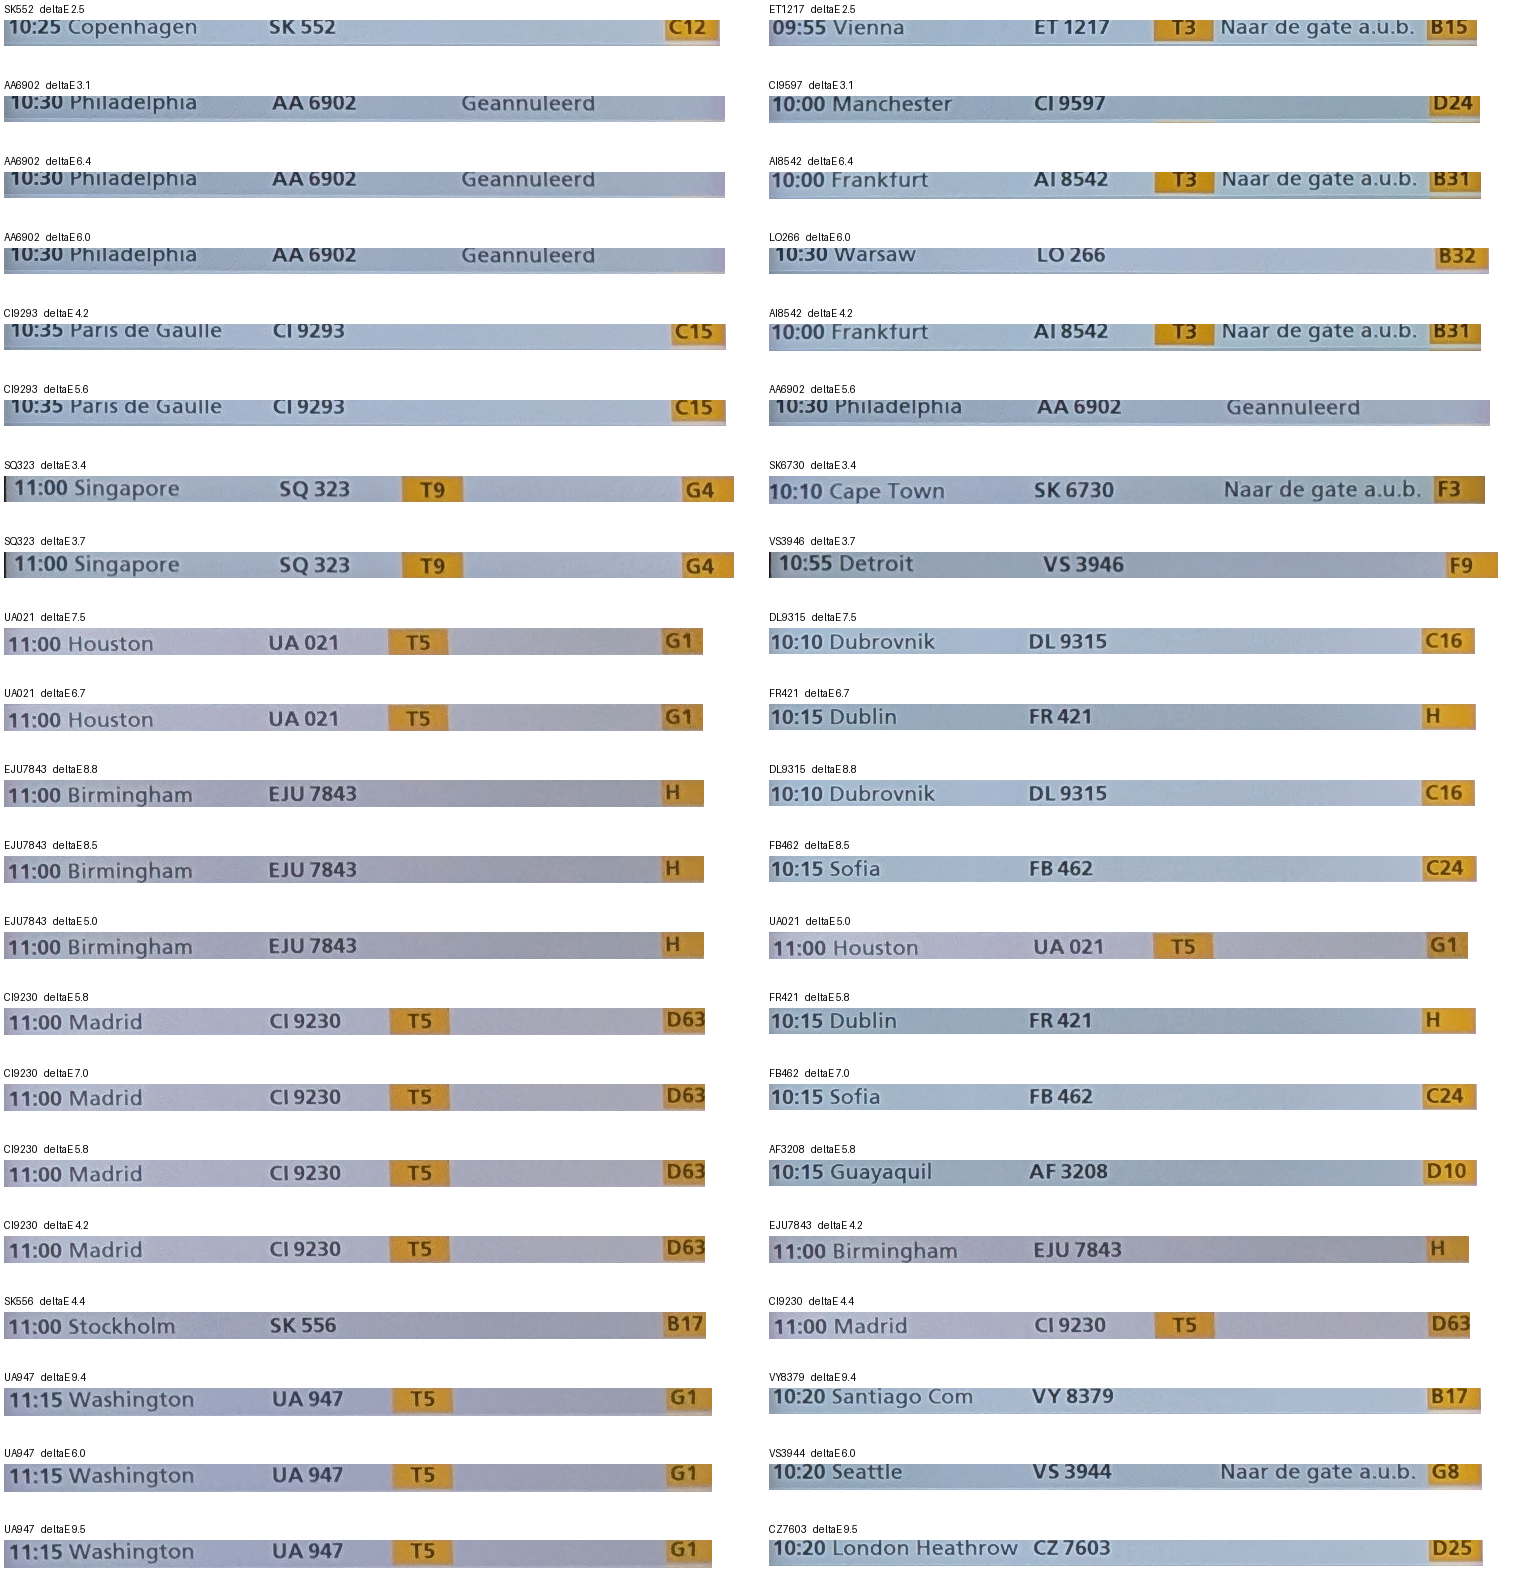 SK552 deltaE 2.5
10:25 Copenhagen SK 552 C12
ET1217 deltaE 2.5
09:55 Vienna ET 1217 T3 Naar de gate a.u.b. B15
AA6902 deltaE 3.1
10:30 Philadelphia AA 6902 Geannuleerd
CI9597 deltaE 3.1
10:00 Manchester CI 9597 D24
AA6902 deltaE 6.4
10:30 Philadelphia AA 6902 Geannuleerd
AI8542 deltaE 6.4
10:00 Frankfurt AI 8542 T3 Naar de gate a.u.b. B31
AA6902 deltaE 6.0
10:30 Philadelphia AA 6902 Geannuleerd
LO266 deltaE 6.0
10:30 Warsaw LO 266 B32
CI9293 deltaE 4.2
10:35 Paris de Gaulle CI 9293 C15
AI8542 deltaE 4.2
10:00 Frankfurt AI 8542 T3 Naar de gate a.u.b. B31
CI9293 deltaE 5.6
10:35 Paris de Gaulle CI 9293 C15
AA6902 deltaE 5.6
10:30 Philadelphia AA 6902 Geannuleerd
SQ323 deltaE 3.4
11:00 Singapore SQ 323 T9 G4
SK6730 deltaE 3.4
10:10 Cape Town SK 6730 Naar de gate a.u.b. F3
SQ323 deltaE 3.7
11:00 Singapore SQ 323 T9 G4
VS3946 deltaE 3.7
10:55 Detroit VS 3946 F9
UA021 deltaE 7.5
11:00 Houston UA 021 T5 G1
DL9315 deltaE 7.5
10:10 Dubrovnik DL 9315 C16
UA021 deltaE 6.7
11:00 Houston UA 021 T5 G1
FR421 deltaE 6.7
10:15 Dublin FR 421 H
EJU7843 deltaE 8.8
11:00 Birmingham EJU 7843 H
DL9315 deltaE 8.8
10:10 Dubrovnik DL 9315 C16
EJU7843 deltaE 8.5
11:00 Birmingham EJU 7843 H
FB462 deltaE 8.5
10:15 Sofia FB 462 C24
EJU7843 deltaE 5.0
11:00 Birmingham EJU 7843 H
UA021 deltaE 5.0
11:00 Houston UA 021 T5 G1
CI9230 deltaE 5.8
11:00 Madrid CI 9230 T5 D63
FR421 deltaE 5.8
10:15 Dublin FR 421 H
CI9230 deltaE 7.0
11:00 Madrid CI 9230 T5 D63
FB462 deltaE 7.0
10:15 Sofia FB 462 C24
CI9230 deltaE 5.8
11:00 Madrid CI 9230 T5 D63
AF3208 deltaE 5.8
10:15 Guayaquil AF 3208 D10
CI9230 deltaE 4.2
11:00 Madrid CI 9230 T5 D63
EJU7843 deltaE 4.2
11:00 Birmingham EJU 7843 H
SK556 deltaE 4.4
11:00 Stockholm SK 556 B17
CI9230 deltaE 4.4
11:00 Madrid CI 9230 T5 D63
UA947 deltaE 9.4
11:15 Washington UA 947 T5 G1
VY8379 deltaE 9.4
10:20 Santiago Com VY 8379 B17
UA947 deltaE 6.0
11:15 Washington UA 947 T5 G1
VS3944 deltaE 6.0
10:20 Seattle VS 3944 Naar de gate a.u.b. G8
UA947 deltaE 9.5
11:15 Washington UA 947 T5 G1
CZ7603 deltaE 9.5
10:20 London Heathrow CZ 7603 D25